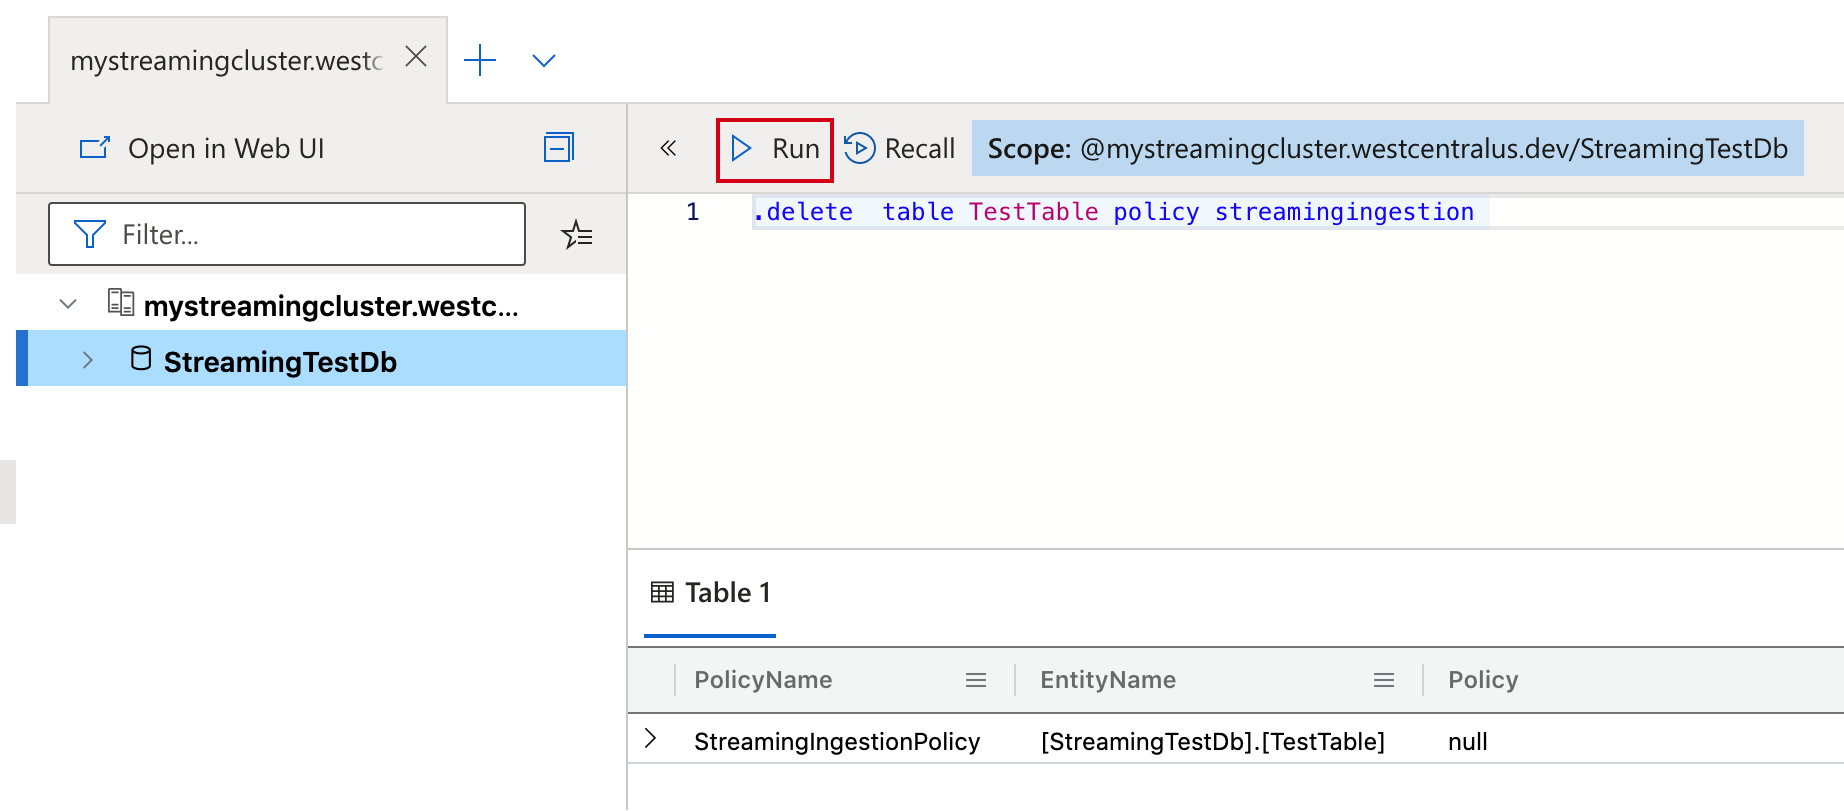 mystreamingcluster.westc
Open in Web UI
« Run Recall Scope: @mystreamingcluster.westcentralus.dev/StreamingTestDb
Filter...
mystreamingcluster.westc...
StreamingTestDb
1 .delete  table TestTable policy streamingingestion
Table 1
PolicyName EntityName Policy
StreamingIngestionPolicy [StreamingTestDb].[TestTable] null